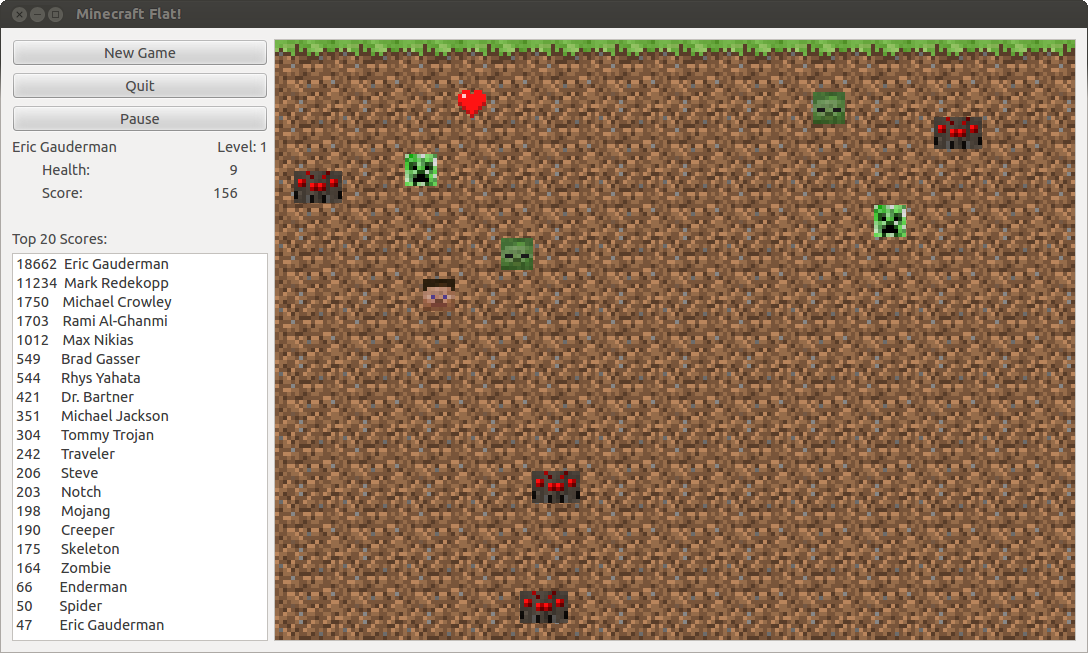 Minecraft Flat!
New Game
Quit
Pause
Eric Gauderman Level: 1
Health: 9
Score: 156
Top 20 Scores:
18662 Eric Gauderman
11234 Mark Redekopp
1750 Michael Crowley
1703 Rami Al-Ghanmi
1012 Max Nikias
549 Brad Gasser
544 Rhys Yahata
421 Dr. Bartner
351 Michael Jackson
304 Tommy Trojan
242 Traveler
206 Steve
203 Notch
198 Mojang
190 Creeper
175 Skeleton
164 Zombie
66 Enderman
50 Spider
47 Eric Gauderman